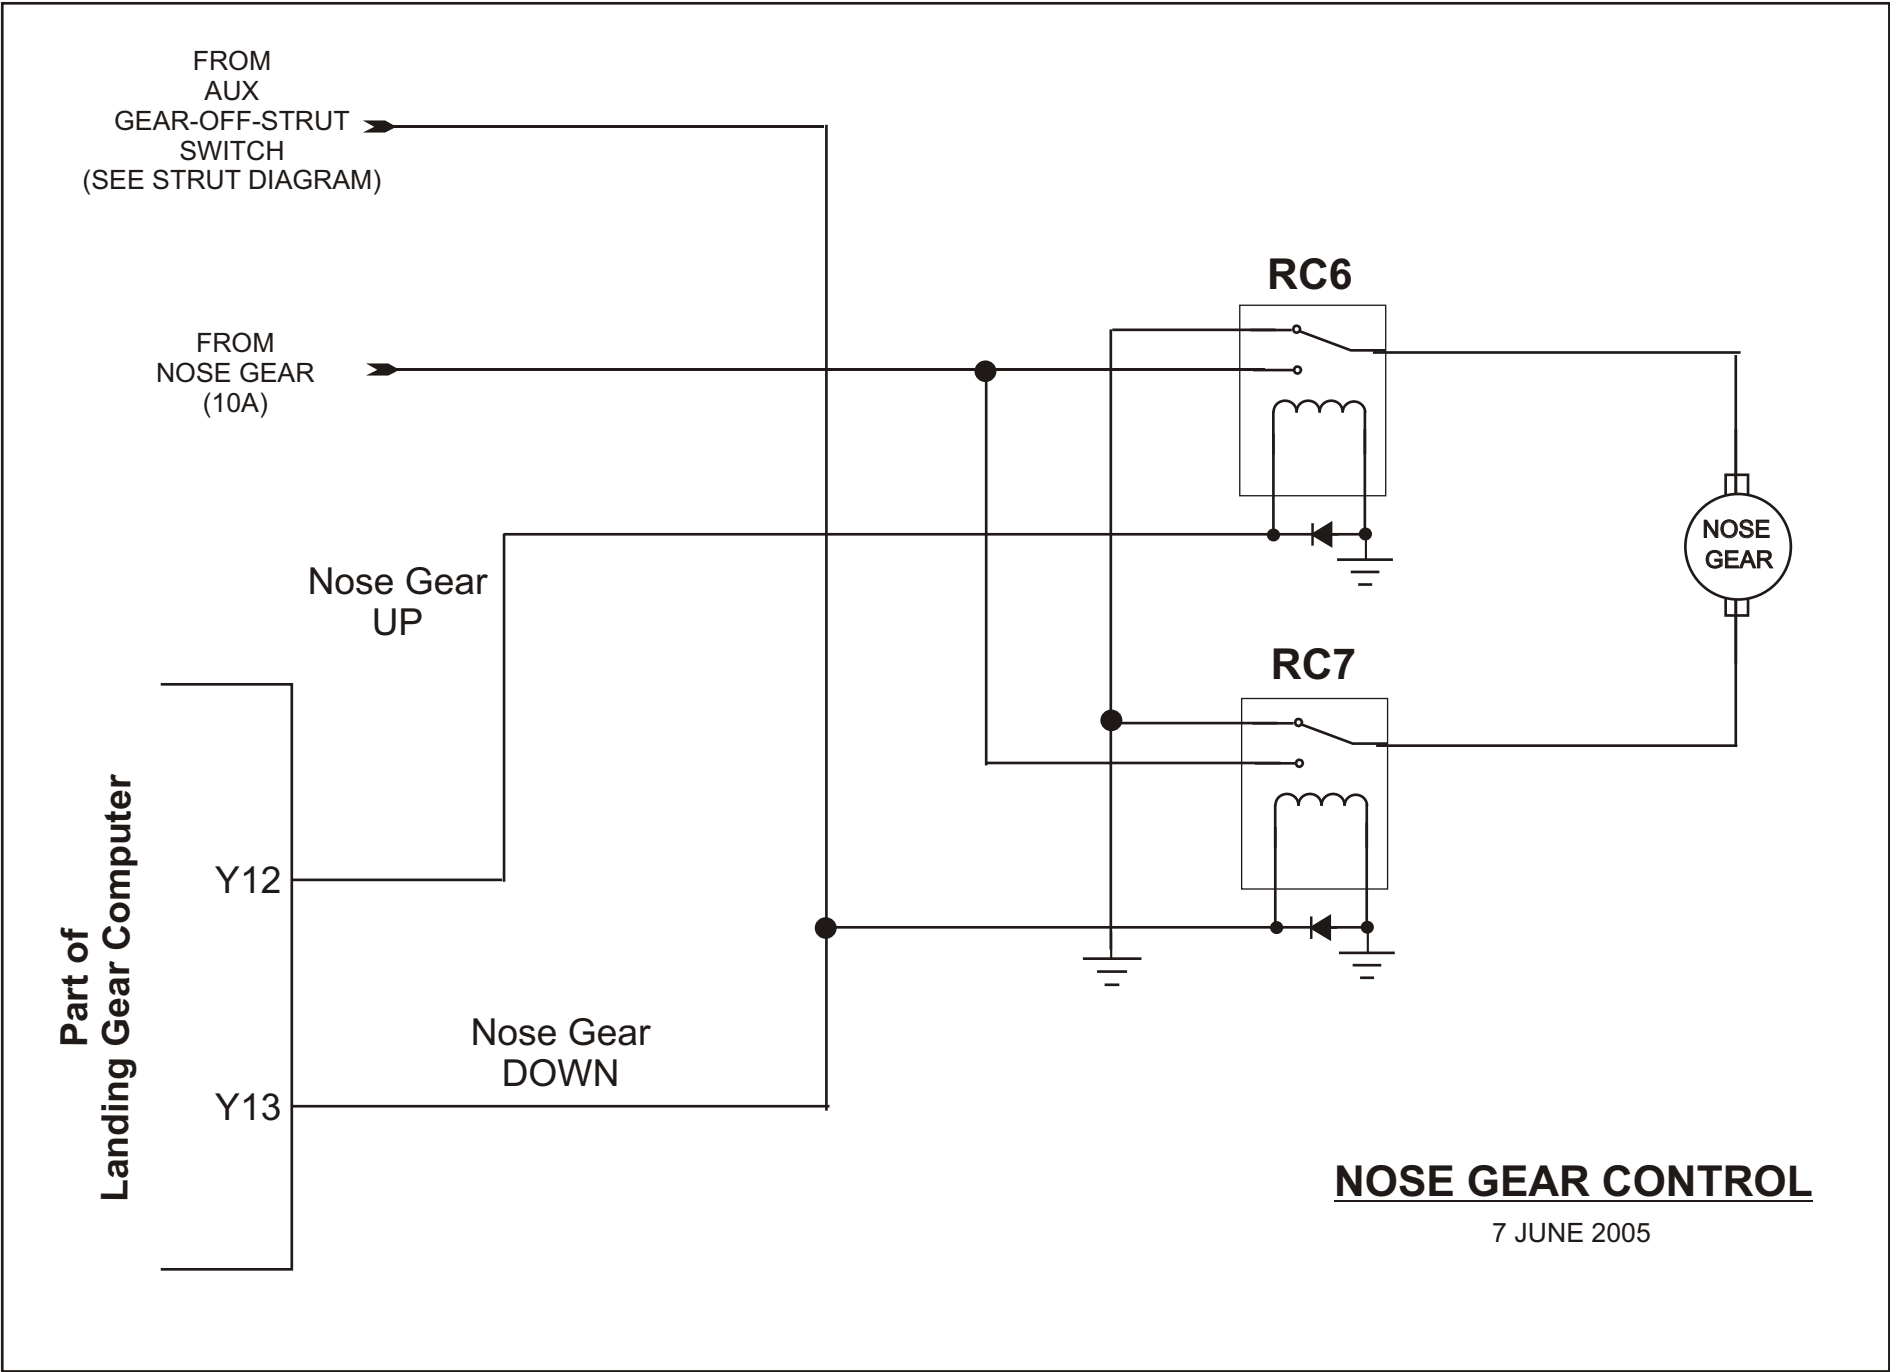 FROM
AUX
GEAR-OFF-STRUT
SWITCH
(SEE STRUT DIAGRAM)
RC6
FROM
NOSE GEAR
(10A)
NOSE
GEAR
Nose Gear
UP
RC7
Part of
Landing Gear Computer
Y12
Nose Gear
DOWN
Y13
NOSE GEAR CONTROL
7 JUNE 2005